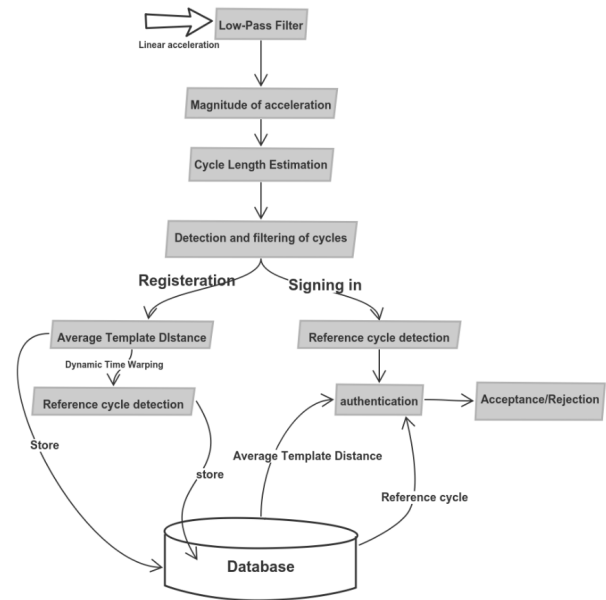 Low-Pass Filter
Linear acceleration
Magnitude of acceleration
Cycle Length Estimation
Detection and filtering of cycles
Registeration
Signing in
Average Template DIstance
Reference cycle detection
Dynamic Time Warping
Reference cycle detection
authentication
Acceptance/Rejection
Store
store
Average Template Distance
Reference cycle
Database